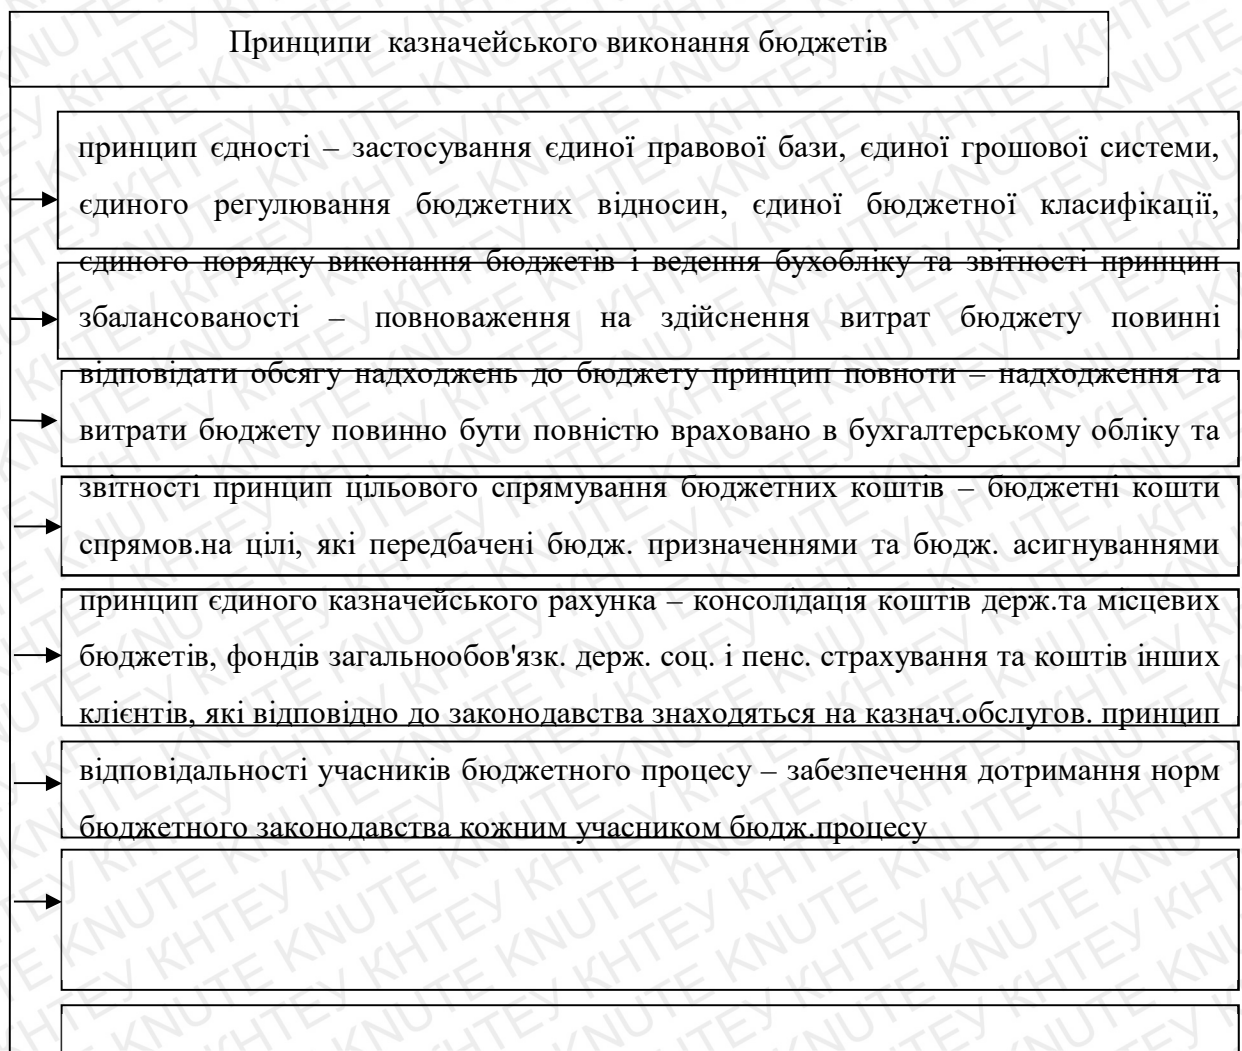 Принципи казначейського виконання бюджетів
принцип єдності – застосування єдиної правової бази, єдиної грошової системи,
єдиного регулювання бюджетних відносин, єдиної бюджетної класифікації,
єдиного порядку виконання бюджетів і ведення бухобліку та звітності принцип
збалансованості – повноваження на здійснення витрат бюджету повинні
відповідати обсягу надходжень до бюджету принцип повноти – надходження та
витрати бюджету повинно бути повністю враховано в бухгалтерському обліку та
звітності принцип цільового спрямування бюджетних коштів – бюджетні кошти
спрямов.на цілі, які передбачені бюдж. призначеннями та бюдж. асигнуваннями
принцип єдиного казначейського рахунка – консолідація коштів держ.та місцевих
бюджетів, фондів загальнообов'язк. держ. соц. і пенс. страхування та коштів інших
клієнтів, які відповідно до законодавства знаходяться на казнач.обслугов. принцип
відповідальності учасників бюджетного процесу – забезпечення дотримання норм
бюджетного законодавства кожним учасником бюдж.процесу